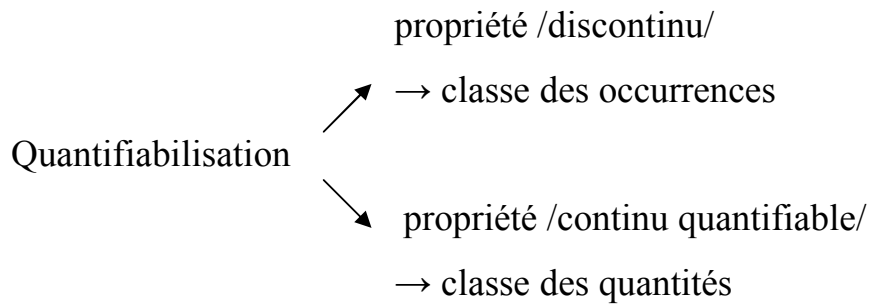 propriété /discontinu/
→ classe des occurrences
Quantifiabilisation
propriété /continu quantifiable/
→ classe des quantités